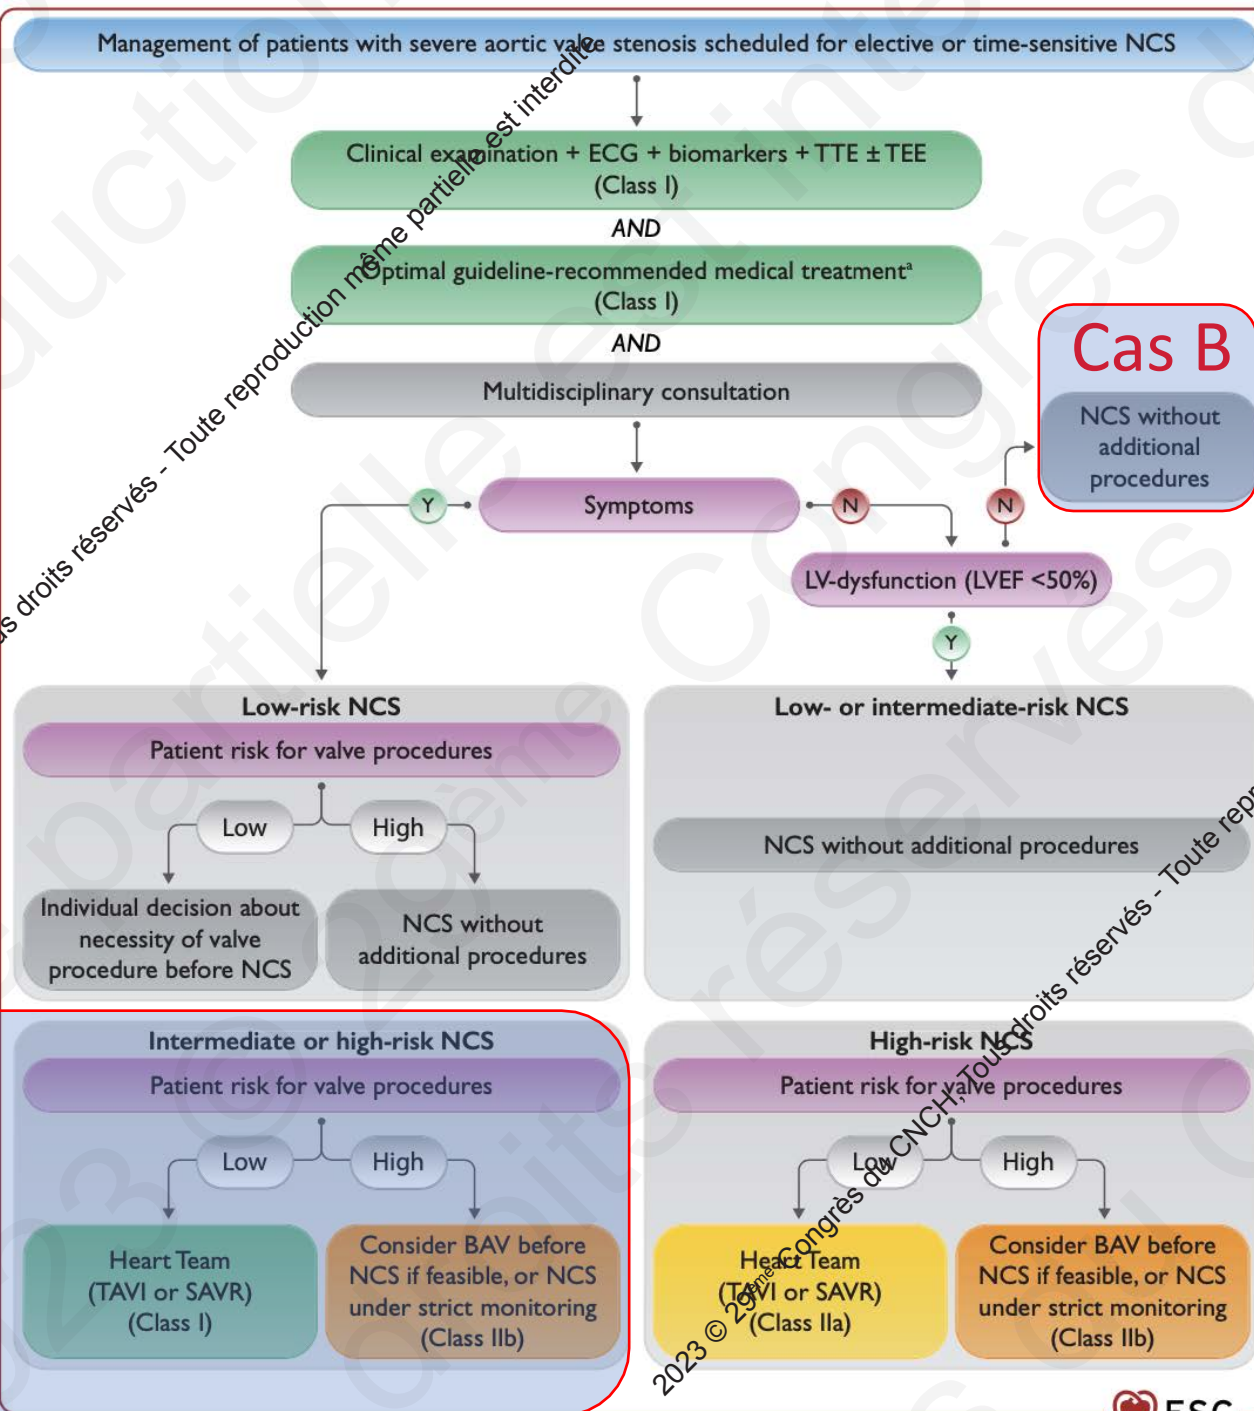 Management of patients with severe aortic valve stenosis scheduled for elective or time-sensitive NCS
Clinical examination + ECG + biomarkers + TTE ± TEE
(Class I)
AND
Optimal guideline-recommended medical treatmentᵃ
(Class I)
AND
Multidisciplinary consultation
Cas B
NCS without
additional
procedures
Symptoms
Y
N
N
LV-dysfunction (LVEF <50%)
Y
Low-risk NCS
Patient risk for valve procedures
Low
High
Individual decision about
necessity of valve
procedure before NCS
NCS without
additional procedures
Low- or intermediate-risk NCS
NCS without additional procedures
Intermediate or high-risk NCS
Patient risk for valve procedures
Low
High
Heart Team
(TAVI or SAVR)
(Class I)
Consider BAV before
NCS if feasible, or NCS
under strict monitoring
(Class IIb)
High-risk NCS
Patient risk for valve procedures
Low
High
Heart Team
(TAVI or SAVR)
(Class IIa)
Consider BAV before
NCS if feasible, or NCS
under strict monitoring
(Class IIb)
droits réservés - Toute reproduction même partielle est interdite
2023 © 29ème Congrès du CNCH, Tous droits réservés - Toute